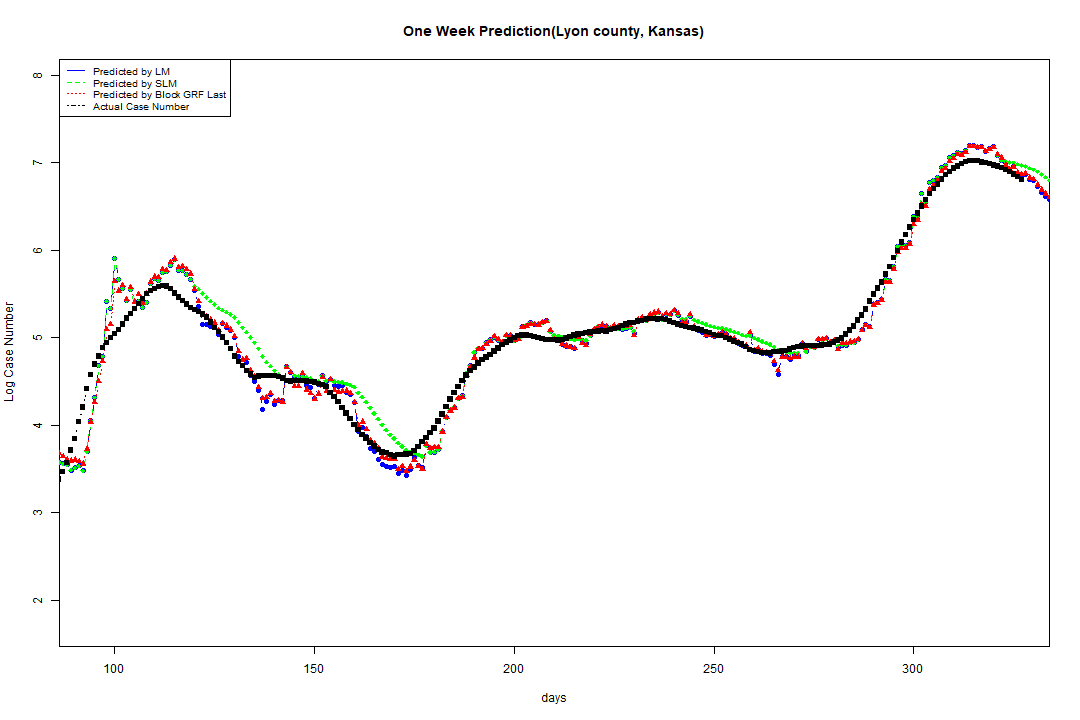 One Week Prediction(Lyon county, Kansas)
Predicted by LM
Predicted by SLM
Predicted by Block GRF Last
Actual Case Number
Log Case Number
8
7
6
5
4
3
2
100 150 200 250 300
days